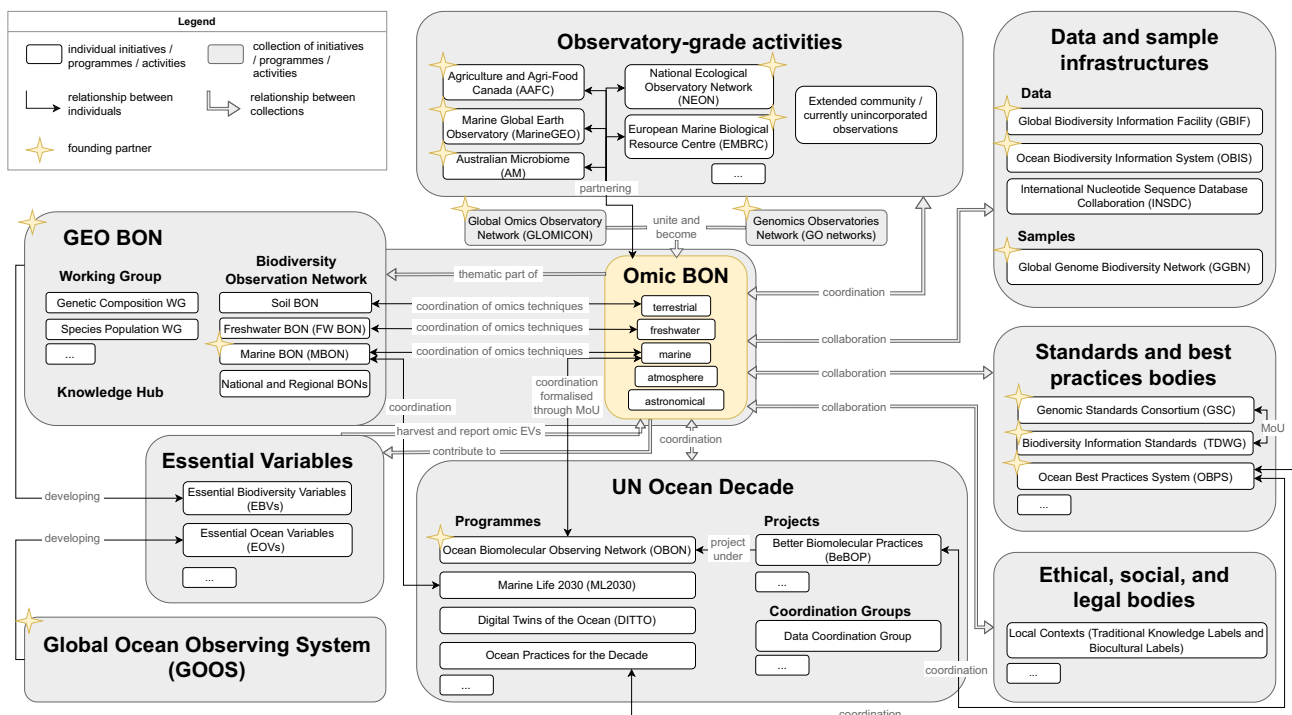 Legend
individual initiatives /
programmes / activities
collection of initiatives
/ programmes /
activities
relationship between
individuals
relationship between
collections
founding partner
Observatory-grade activities
Agriculture and Agri-Food
Canada (AAFC)
Marine Global Earth
Observatory (MarineGEO)
Australian Microbiome
(AM)
National Ecological
Observatory Network
(NEON)
European Marine Biological
Resource Centre (EMBRC)
...
Extended community /
currently unincorporated
observations
partnering
Global Omics Observatory
Network (GLOMICON)
unite and
become
Genomics Observatories
Network (GO networks)
Data and sample
infrastructures
Data
Global Biodiversity Information Facility (GBIF)
Ocean Biodiversity Information System (OBIS)
International Nucleotide Sequence Database
Collaboration (INSDC)
Samples
Global Genome Biodiversity Network (GGBN)
GEO BON
Working Group
Genetic Composition WG
Species Population WG
...
Knowledge Hub
Biodiversity
Observation Network
Soil BON
Freshwater BON (FW BON)
Marine BON (MBON)
National and Regional BONs
thematic part of
coordination of omics techniques
coordination of omics techniques
coordination of omics techniques
coordination
coordination
formalised
through MoU
Omic BON
terrestrial
freshwater
marine
atmosphere
astronomical
coordination
collaboration
collaboration
collaboration
harvest and report omic EVs
contribute to
coordination
Standards and best
practices bodies
Genomic Standards Consortium (GSC)
MoU
Biodiversity Information Standards (TDWG)
Ocean Best Practices System (OBPS)
...
Essential Variables
developing
Essential Biodiversity Variables
(EBVs)
developing
Essential Ocean Variables
(EOVs)
...
Global Ocean Observing System
(GOOS)
UN Ocean Decade
Programmes
Ocean Biomolecular Observing Network (OBON)
Marine Life 2030 (ML2030)
Digital Twins of the Ocean (DITTO)
Ocean Practices for the Decade
...
project
under
Projects
Better Biomolecular Practices
(BeBOP)
...
Coordination Groups
Data Coordination Group
...
Ethical, social, and
legal bodies
Local Contexts (Traditional Knowledge Labels and
Biocultural Labels)
...
coordination
coordination